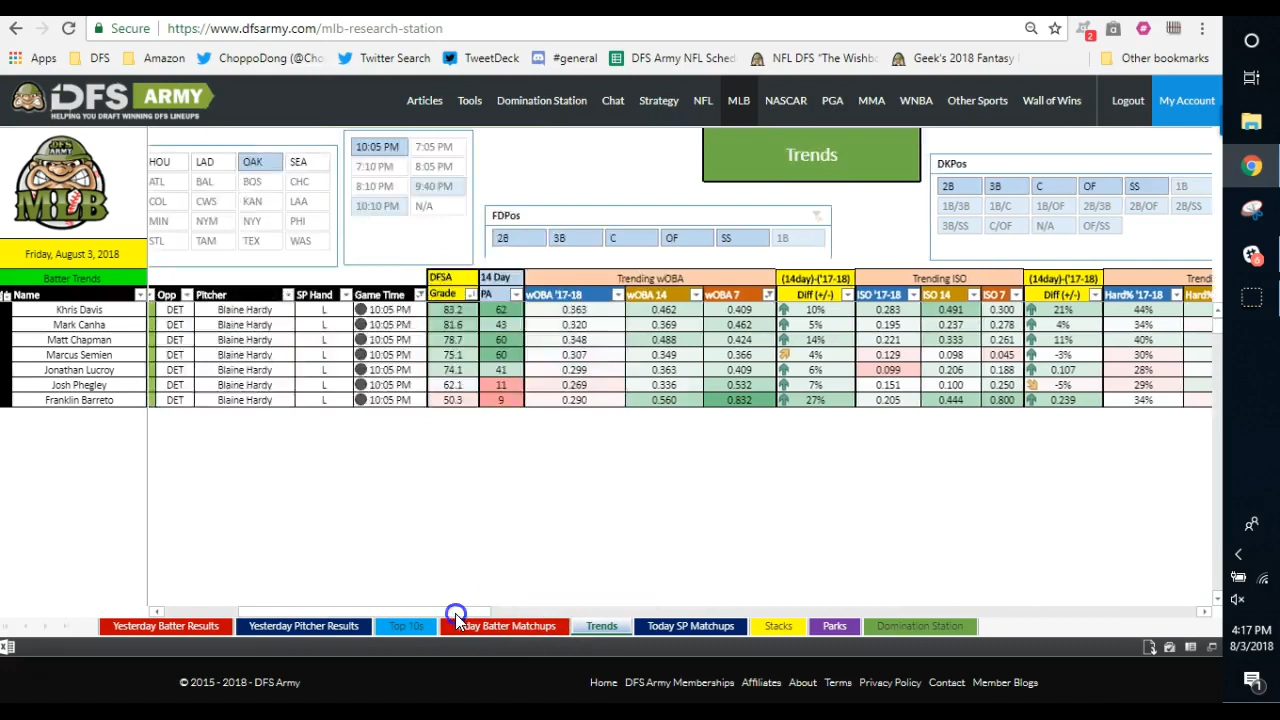 Secure https://www.dfsarmy.com/mlb-research-station
2
Apps DFS Amazon ChoppoDong (@Cho Twitter Search TweetDeck #general DFS Army NFL Sched NFL DFS "The Wishb Geek's 2018 Fantasy Other bookmarks
DFS ARMY
HELPING YOU DRAFT WINNING DFS LINEUPS
Articles Tools Domination Station Chat Strategy NFL MLB NASCAR PGA MMA WNBA Other Sports Wall of Wins Logout My Account
MLB
Friday, August 3, 2018
HOU LAD OAK SEA
ATL BAL BOS CHC
COL CWS KAN LAA
MIN NYM NYY PHI
STL TAM TEX WAS
10:05 PM 7:05 PM
7:10 PM 8:05 PM
8:10 PM 9:40 PM
10:10 PM N/A
Trends
FDPos
2B 3B C OF SS 1B
DKPos
2B 3B C OF SS 1B
1B/3B 1B/C 1B/OF 2B/3B 2B/OF 2B/SS
3B/SS C/OF N/A OF/SS
Batter Trends DFSA 14 Day Trending wOBA (14day)-('17-18) Trending ISO (14day)-('17-18) Trend
Name Opp Pitcher SP Hand Game Time Grade PA wOBA '17-18 wOBA 14 wOBA 7 Diff (+/-) ISO '17-18 ISO 14 ISO 7 Diff (+/-) Hard% '17-18 Hard%
Khris Davis DET Blaine Hardy L 10:05 PM 83.2 62 0.363 0.462 0.409 10% 0.283 0.491 0.300 21% 44%
Mark Canha DET Blaine Hardy L 10:05 PM 81.6 43 0.320 0.369 0.462 5% 0.195 0.237 0.278 4% 34%
Matt Chapman DET Blaine Hardy L 10:05 PM 78.7 60 0.348 0.488 0.424 14% 0.221 0.333 0.261 11% 40%
Marcus Semien DET Blaine Hardy L 10:05 PM 75.1 60 0.307 0.349 0.366 4% 0.129 0.098 0.045 -3% 30%
Jonathan Lucroy DET Blaine Hardy L 10:05 PM 74.1 41 0.299 0.363 0.409 6% 0.099 0.206 0.188 0.107 28%
Josh Phegley DET Blaine Hardy L 10:05 PM 62.1 11 0.269 0.336 0.532 7% 0.151 0.100 0.250 -5% 29%
Franklin Barreto DET Blaine Hardy L 10:05 PM 50.3 9 0.290 0.560 0.832 27% 0.205 0.444 0.800 0.239 34%
Yesterday Batter Results Yesterday Pitcher Results Top 10s day Batter Matchups Trends Today SP Matchups Stacks Parks Domination Station
© 2015 - 2018 - DFS Army Home DFS Army Memberships Affiliates About Terms Privacy Policy Contact Member Blogs
6
4:17 PM
8/3/2018
1